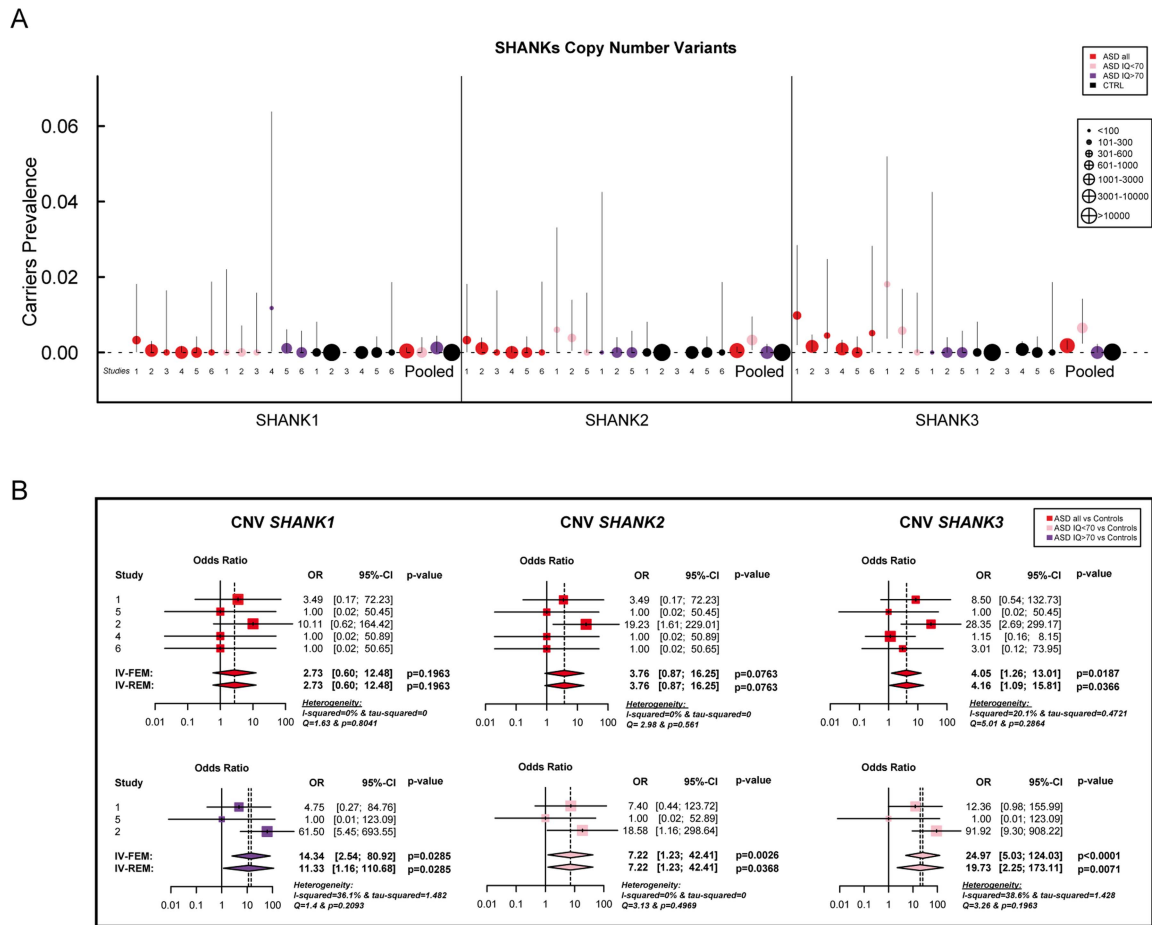 A
SHANKs Copy Number Variants
ASD all
ASD IQ<70
ASD IQ>70
CTRL
<100
101-300
301-600
601-1000
1001-3000
3001-10000
>10000
Carriers Prevalence
0.06
0.04
0.02
0.00
Studies 1 2 3 4 5 6 1 2 3 4 5 6 1 2 3 4 5 6 Pooled 1 2 3 4 5 6 1 2 5 1 2 5 1 2 3 4 5 6 Pooled 1 2 3 4 5 6 1 2 5 1 2 5 1 2 3 4 5 6 Pooled
SHANK1 SHANK2 SHANK3
B
CNV SHANK1 CNV SHANK2 CNV SHANK3
ASD all vs Controls
ASD IQ<70 vs Controls
ASD IQ>70 vs Controls
Odds Ratio Odds Ratio Odds Ratio
Study OR 95%-CI p-value OR 95%-CI p-value OR 95%-CI p-value
1 3.49 [0.17; 72.23] 3.49 [0.17; 72.23] 8.50 [0.54; 132.73]
5 1.00 [0.02; 50.45] 1.00 [0.02; 50.45] 1.00 [0.02; 50.45]
2 10.11 [0.62; 164.42] 19.23 [1.61; 229.01] 28.35 [2.69; 299.17]
4 1.00 [0.02; 50.89] 1.00 [0.02; 50.89] 1.15 [0.16; 8.15]
6 1.00 [0.02; 50.65] 1.00 [0.02; 50.65] 3.01 [0.12; 73.95]
IV-FEM: 2.73 [0.60; 12.48] p=0.1963 3.76 [0.87; 16.25] p=0.0763 4.05 [1.26; 13.01] p=0.0187
IV-REM: 2.73 [0.60; 12.48] p=0.1963 3.76 [0.87; 16.25] p=0.0763 4.16 [1.09; 15.81] p=0.0366
Heterogeneity: Heterogeneity: Heterogeneity:
I-squared=0% & tau-squared=0 I-squared=0% & tau-squared=0 I-squared=20.1% & tau-squared=0.4721
Q=1.63 & p=0.8041 Q= 2.98 & p=0.561 Q=5.01 & p=0.2864
0.01 0.1 1 10 100 0.01 0.1 1 10 100 0.01 0.1 1 10 100
Odds Ratio Odds Ratio Odds Ratio
Study OR 95%-CI p-value OR 95%-CI p-value OR 95%-CI p-value
1 4.75 [0.27; 84.76] 7.40 [0.44; 123.72] 12.36 [0.98; 155.99]
5 1.00 [0.01; 123.09] 1.00 [0.02; 52.89] 1.00 [0.01; 123.09]
2 61.50 [5.45; 693.55] 18.58 [1.16; 298.64] 91.92 [9.30; 908.22]
IV-FEM: 14.34 [2.54; 80.92] p=0.0285 7.22 [1.23; 42.41] p=0.0026 24.97 [5.03; 124.03] p<0.0001
IV-REM: 11.33 [1.16; 110.68] p=0.0285 7.22 [1.23; 42.41] p=0.0368 19.73 [2.25; 173.11] p=0.0071
Heterogeneity: Heterogeneity: Heterogeneity:
I-squared=36.1% & tau-squared=1.482 I-squared=0% & tau-squared=0 I-squared=38.6% & tau-squared=1.428
Q=1.4 & p=0.2093 Q=3.13 & p=0.4969 Q=3.26 & p=0.1963
0.01 0.1 1 10 100 0.01 0.1 1 10 100 0.01 0.1 1 10 100